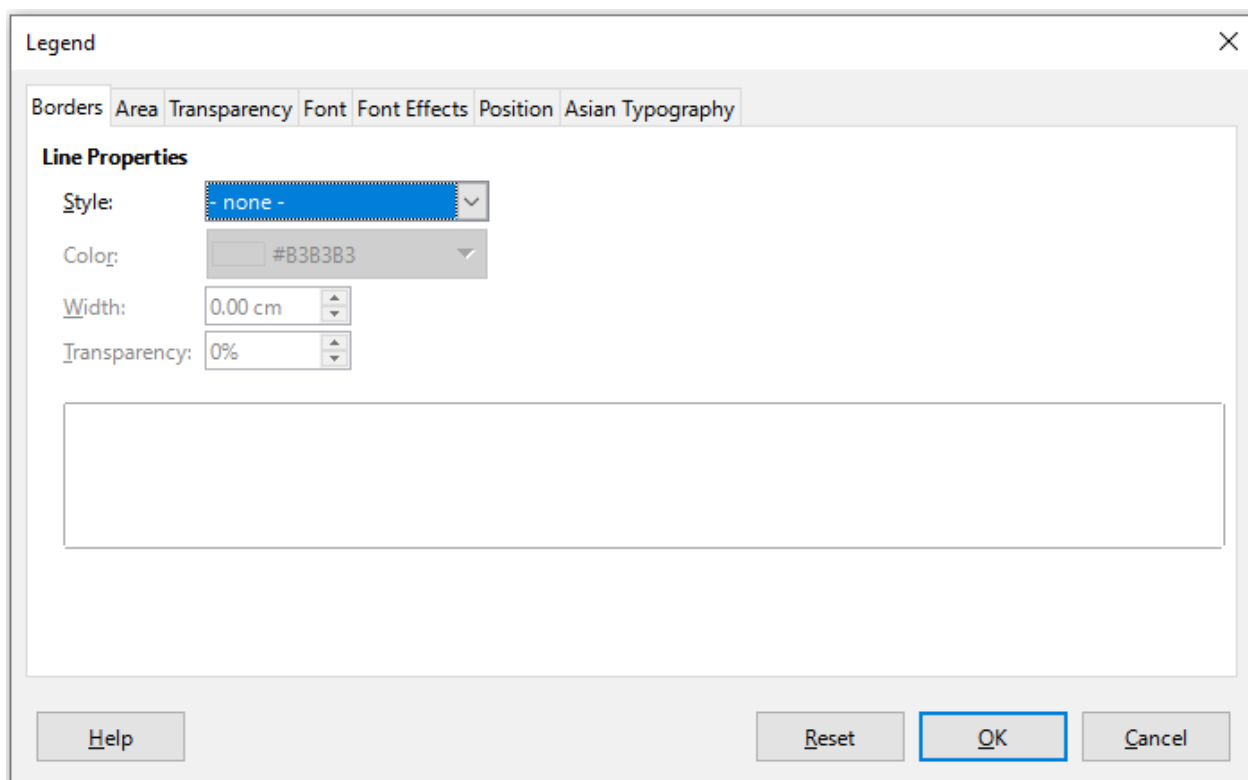 Legend
Borders Area Transparency Font Font Effects Position Asian Typography
Line Properties
Style: - none -
Color: #B3B3B3
Width: 0.00 cm
Transparency: 0%
Help Reset OK Cancel